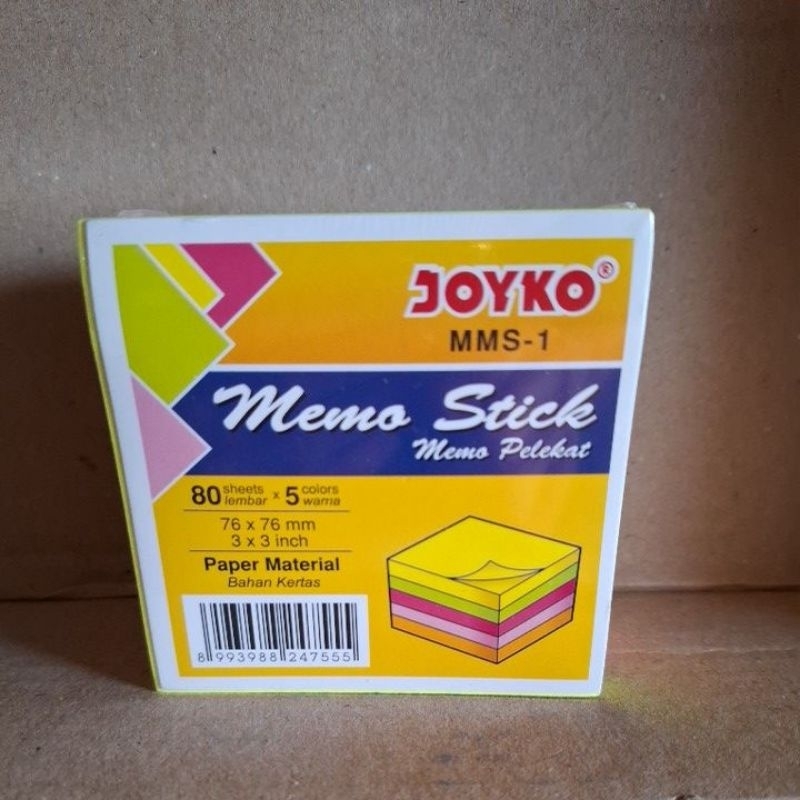 JOYKO®
MMS-1
Memo Stick
Memo Pelekat
80 sheets lembar x 5 colors warna
76 x 76 mm
3 x 3 inch
Paper Material
Bahan Kertas
8 993988 247555